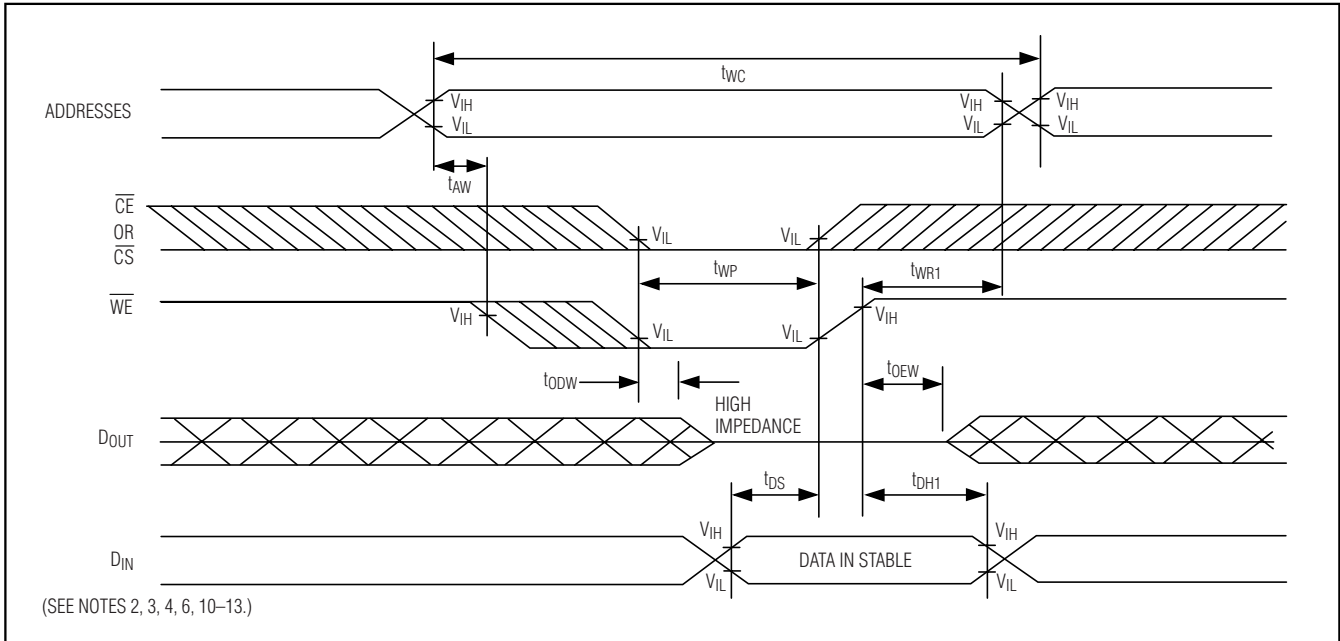 tWC
ADDRESSES
VIH
VIL
VIH
VIL
VIH
VIL
tAW
CE
OR
CS
VIL
VIL
tWP
tWR1
WE
VIH
VIL
VIL
VIH
tODW
tOEW
HIGH
IMPEDANCE
DOUT
tDS
tDH1
VIH
VIH
DIN
DATA IN STABLE
VIL
VIL
(SEE NOTES 2, 3, 4, 6, 10–13.)